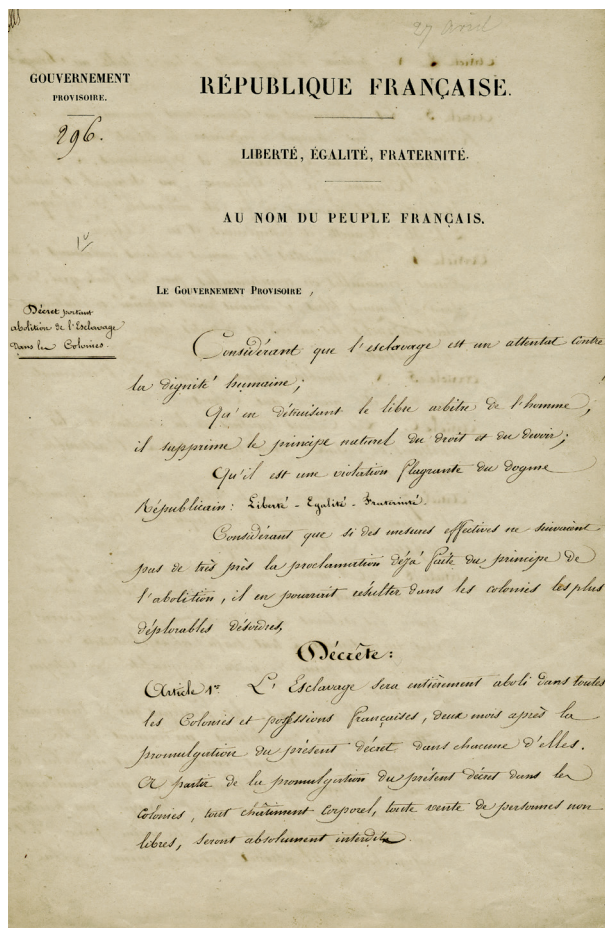 27 avril
GOUVERNEMENT
PROVISOIRE.
296.
RÉPUBLIQUE FRANÇAISE.
LIBERTÉ, ÉGALITÉ, FRATERNITÉ.
AU NOM DU PEUPLE FRANÇAIS.
LE GOUVERNEMENT PROVISOIRE,
Décret portant
abolition de l'Esclavage
dans les Colonies.
Considérant que l'esclavage est un attentat contre
la dignité humaine;
Qu'en détruisant le libre arbitre de l'homme,
il supprime le principe naturel du droit et du devoir;
Qu'il est une violation flagrante du dogme
Républicain: Liberté - Egalité - Fraternité.
Considérant que si des mesures effectives ne suivaient
pas de très près la proclamation déjà faite du principe de
l'abolition, il en pourrait résulter dans les colonies les plus
déplorables désordres,
Décrète:
Article 1er. L'Esclavage sera entièrement aboli dans toutes
les Colonies et possessions françaises, deux mois après la
promulgation du présent décret dans chacune d'elles.
A partir de la promulgation du présent décret dans les
colonies, tout châtiment corporel, toute vente de personnes non
libres, seront absolument interdits.